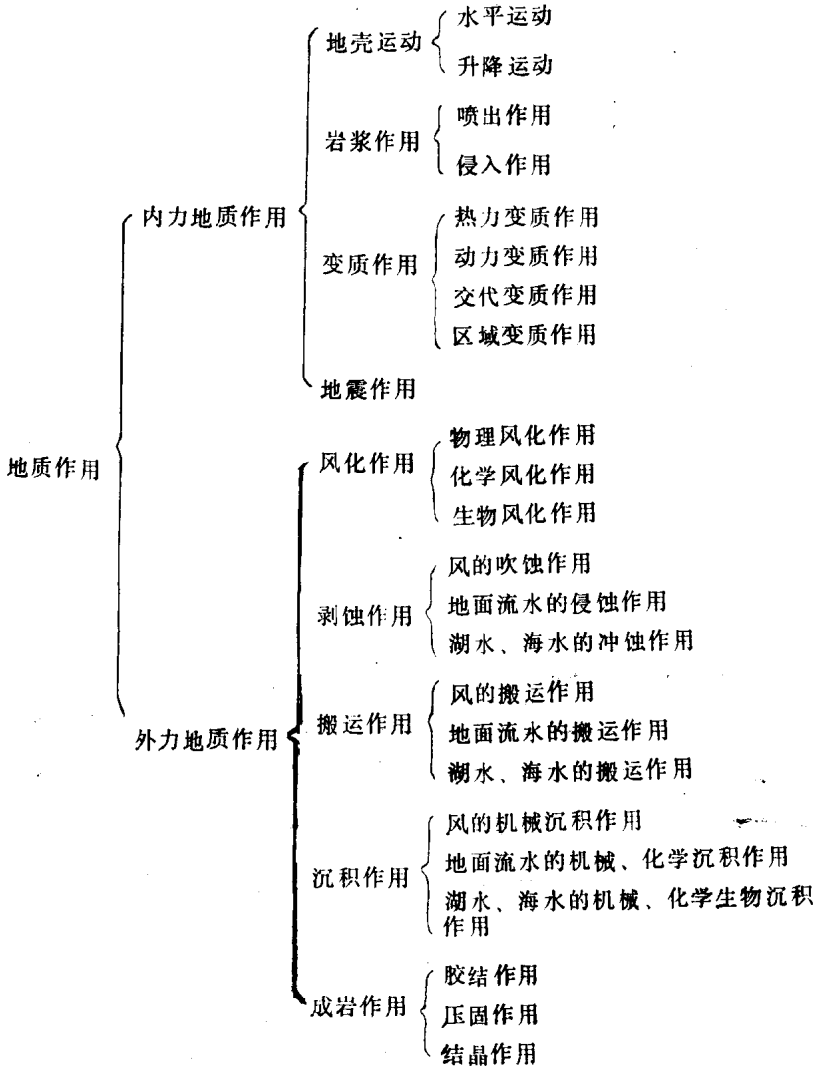 地质作用
内力地质作用
地壳运动
水平运动
升降运动
岩浆作用
喷出作用
侵入作用
变质作用
热力变质作用
动力变质作用
交代变质作用
区域变质作用
地震作用
外力地质作用
风化作用
物理风化作用
化学风化作用
生物风化作用
剥蚀作用
风的吹蚀作用
地面流水的侵蚀作用
湖水、海水的冲蚀作用
搬运作用
风的搬运作用
地面流水的搬运作用
湖水、海水的搬运作用
沉积作用
风的机械沉积作用
地面流水的机械、化学沉积作用
湖水、海水的机械、化学生物沉积
作用
成岩作用
胶结作用
压固作用
结晶作用